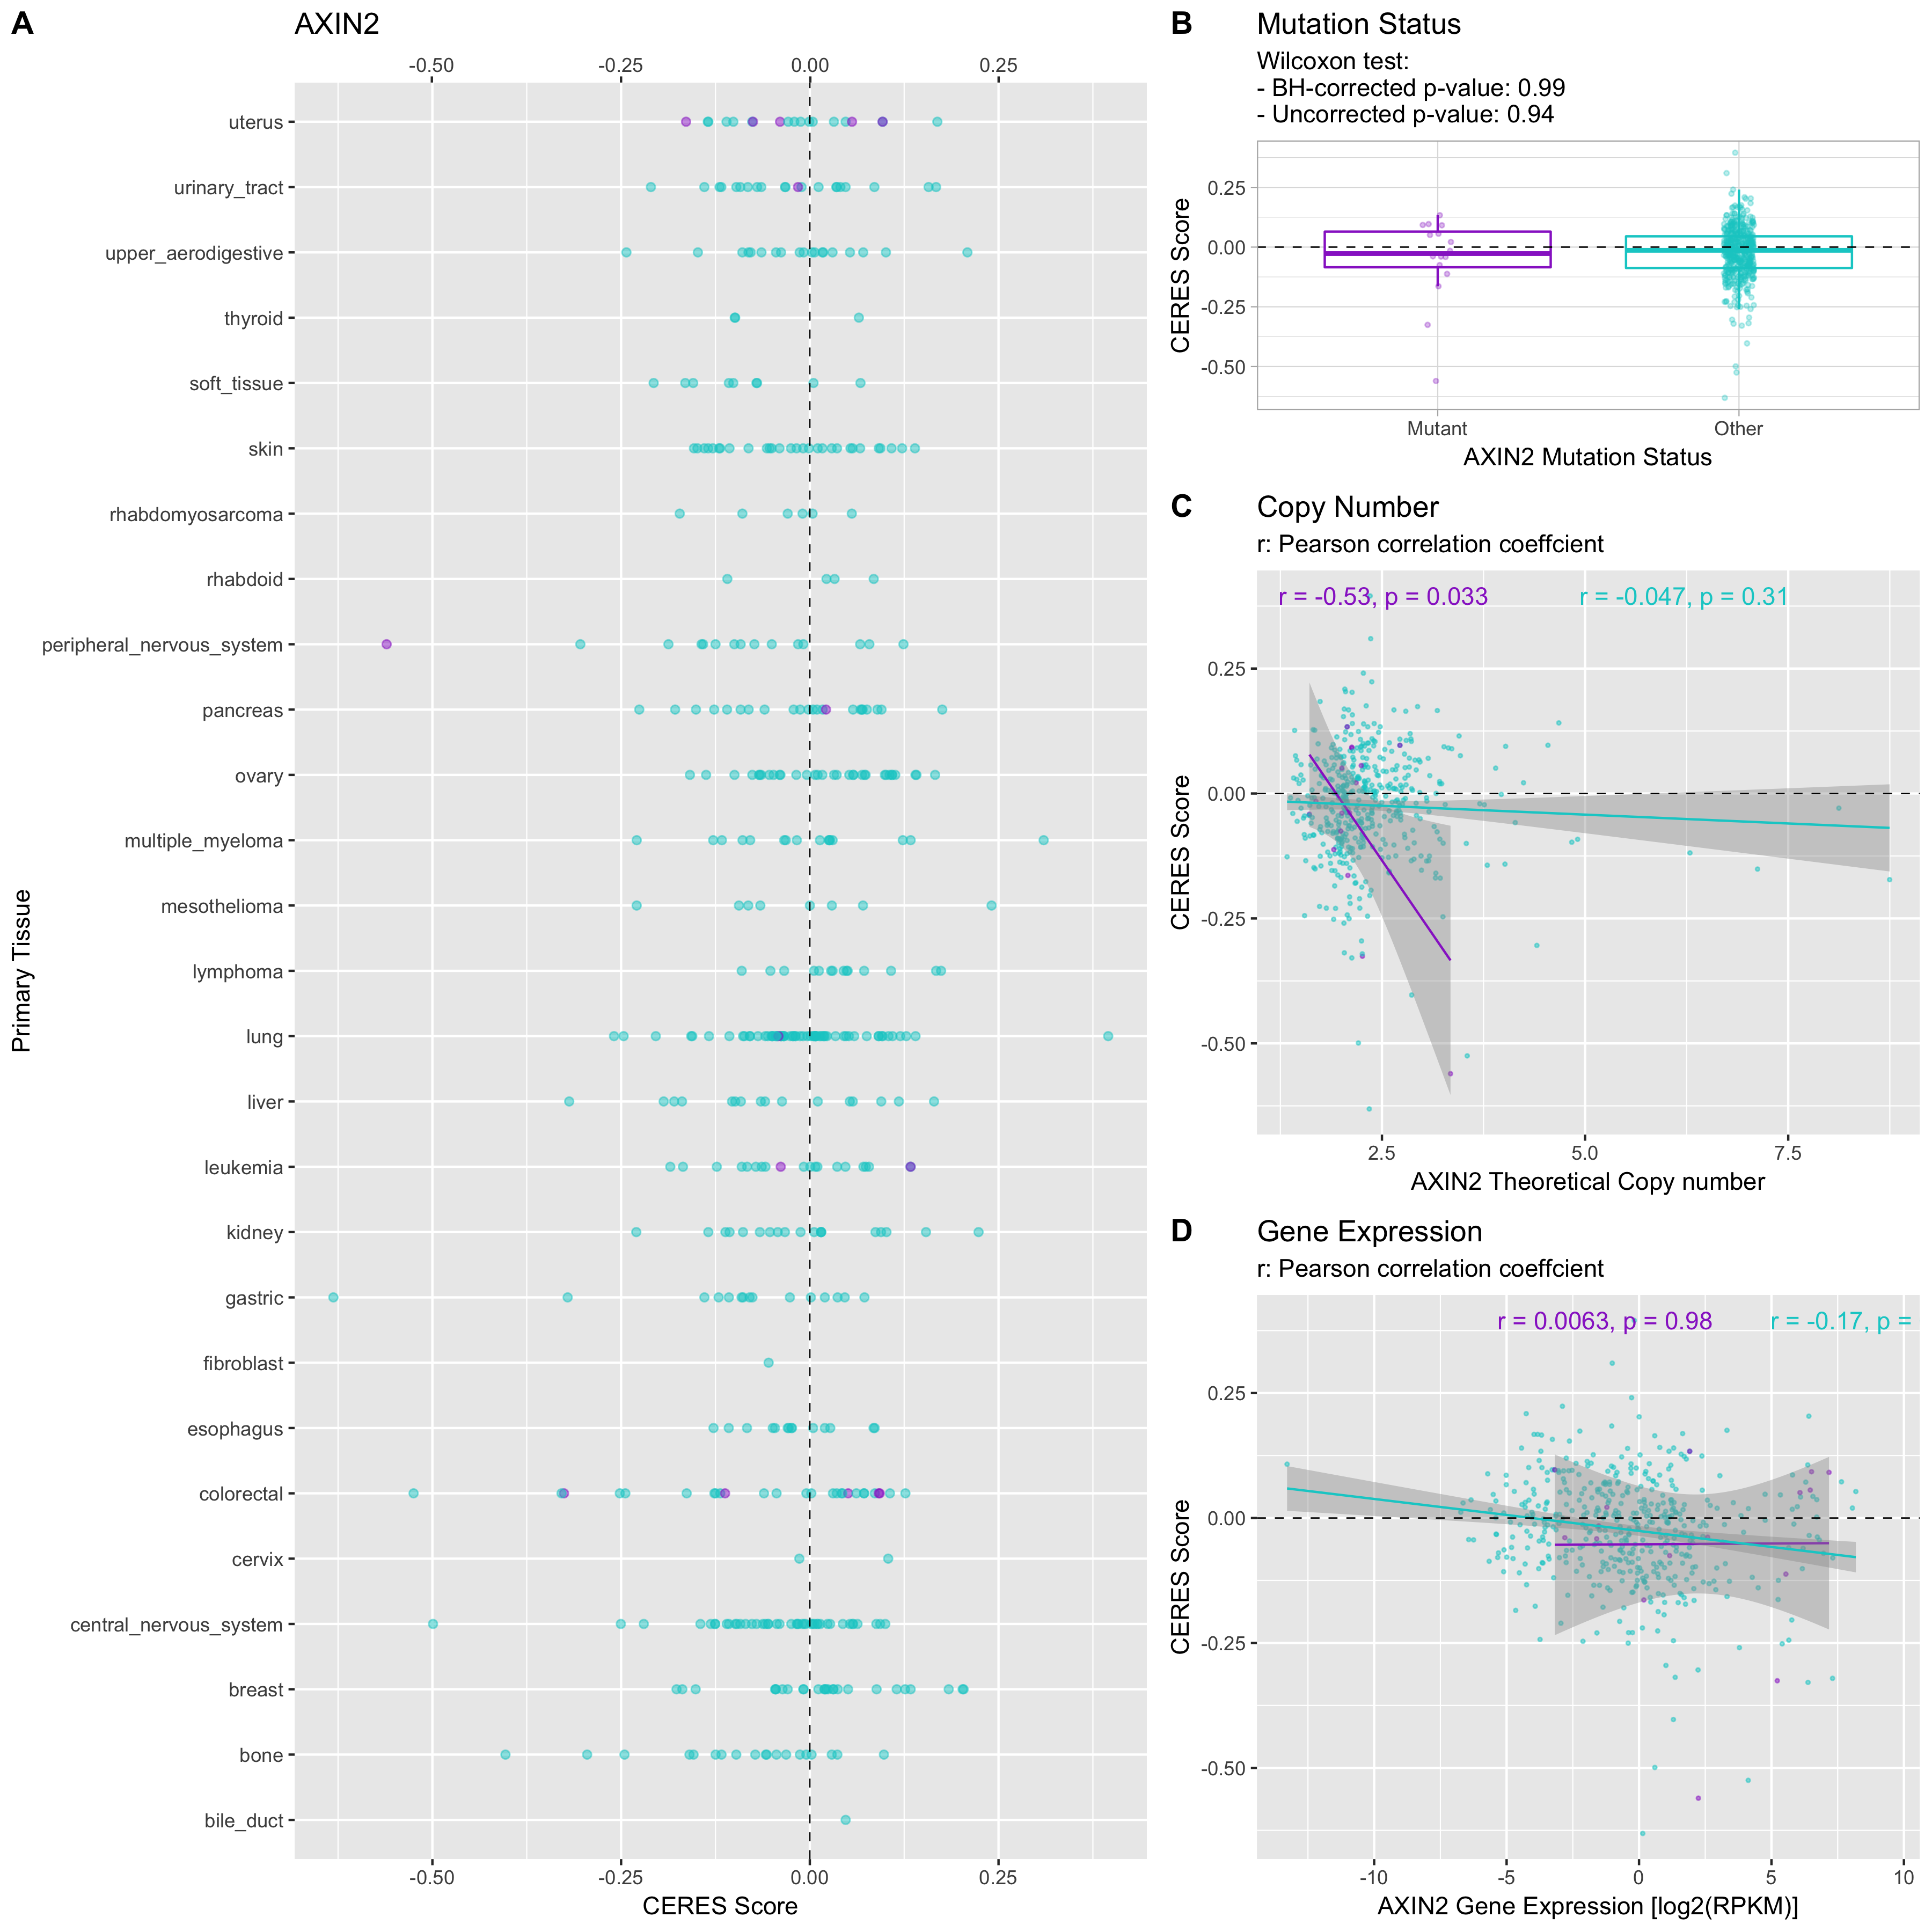 A
AXIN2
-0.50 -0.25 0.00 0.25
uterus
urinary_tract
upper_aerodigestive
thyroid
soft_tissue
skin
rhabdomyosarcoma
rhabdoid
peripheral_nervous_system
pancreas
ovary
multiple_myeloma
mesothelioma
lymphoma
lung
liver
leukemia
kidney
gastric
fibroblast
esophagus
colorectal
cervix
central_nervous_system
breast
bone
bile_duct
Primary Tissue
-0.50 -0.25 0.00 0.25
CERES Score
B
Mutation Status
Wilcoxon test:
- BH-corrected p-value: 0.99
- Uncorrected p-value: 0.94
CERES Score
0.25
0.00
-0.25
-0.50
Mutant Other
AXIN2 Mutation Status
C
Copy Number
r: Pearson correlation coeffcient
r = -0.53, p = 0.033 r = -0.047, p = 0.31
CERES Score
0.25
0.00
-0.25
-0.50
2.5 5.0 7.5
AXIN2 Theoretical Copy number
D
Gene Expression
r: Pearson correlation coeffcient
r = 0.0063, p = 0.98 r = -0.17, p =
CERES Score
0.25
0.00
-0.25
-0.50
-10 -5 0 5 10
AXIN2 Gene Expression [log2(RPKM)]